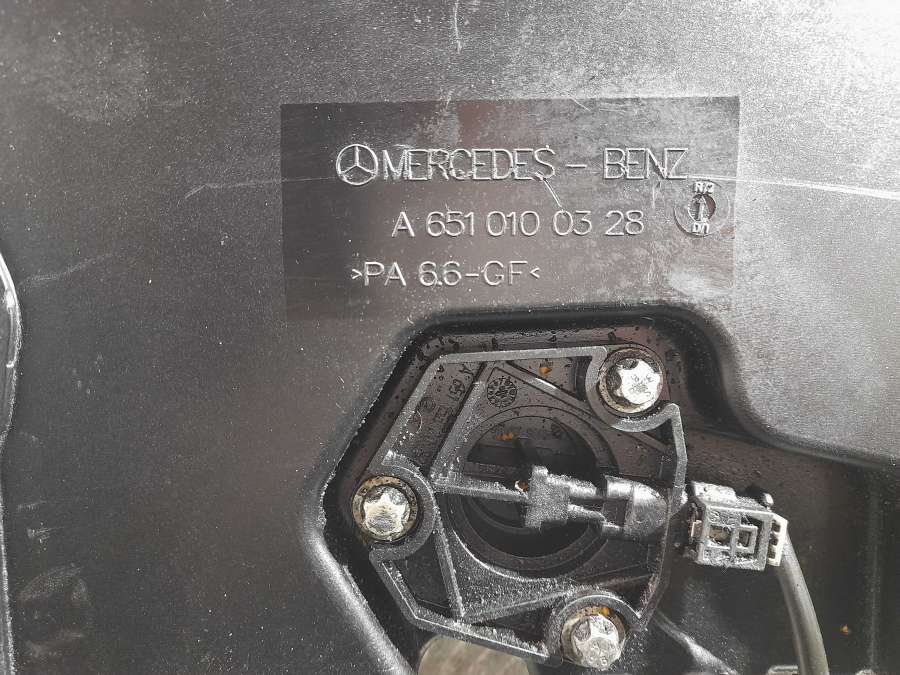 MERCEDES - BENZ
A 651 010 03 28
>PA 6.6-GF<